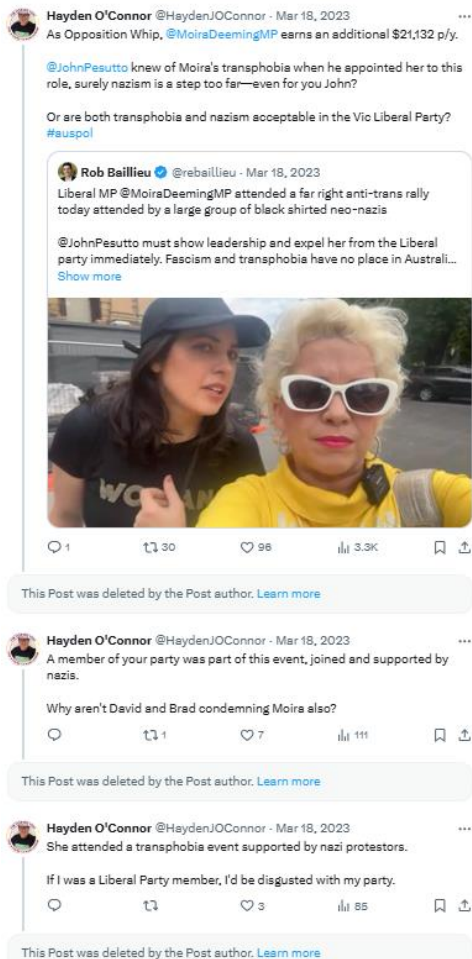 Hayden O'Connor @HaydenJOConnor · Mar 18, 2023
As Opposition Whip, @MoiraDeemingMP earns an additional $21,132 p/y.
@JohnPesutto knew of Moira's transphobia when he appointed her to this
role, surely nazism is a step too far—even for you John?
Or are both transphobia and nazism acceptable in the Vic Liberal Party?
#auspol
Rob Baillieu @rebaillieu · Mar 18, 2023
Liberal MP @MoiraDeemingMP attended a far right anti-trans rally
today attended by a large group of black shirted neo-nazis
@JohnPesutto must show leadership and expel her from the Liberal
party immediately. Fascism and transphobia have no place in Australi...
Show more
1 30 96 3.3K
This Post was deleted by the Post author. Learn more
Hayden O'Connor @HaydenJOConnor · Mar 18, 2023
A member of your party was part of this event, joined and supported by
nazis.
Why aren't David and Brad condemning Moira also?
1 7 111
This Post was deleted by the Post author. Learn more
Hayden O'Connor @HaydenJOConnor · Mar 18, 2023
She attended a transphobia event supported by nazi protestors.
If I was a Liberal Party member, I'd be disgusted with my party.
3 85
This Post was deleted by the Post author. Learn more